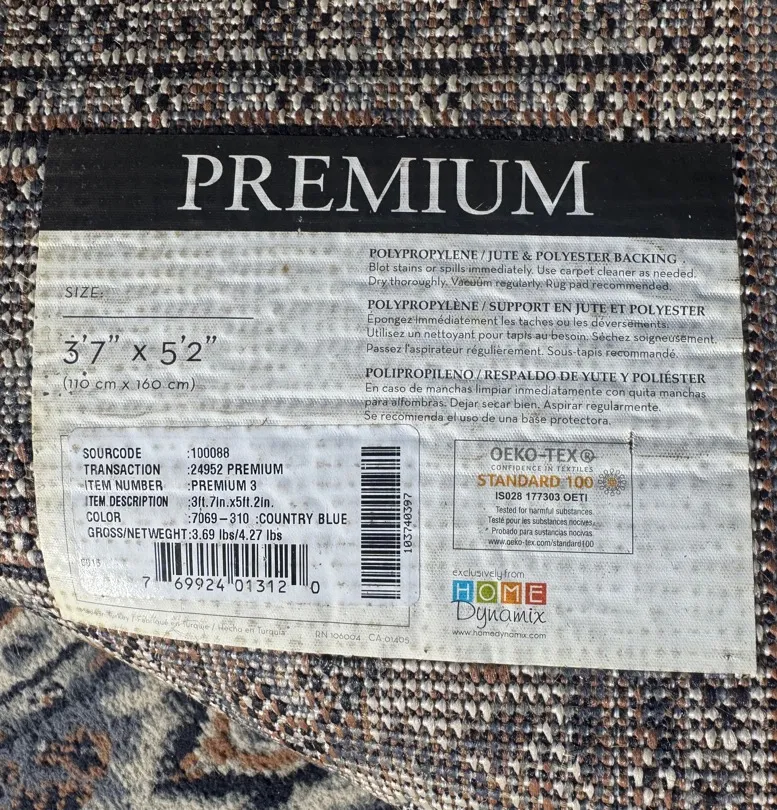 PREMIUM
SIZE:
3'7" x 5'2"
(110 cm x 160 cm)
POLYPROPYLENE / JUTE & POLYESTER BACKING
Blot stains or spills immediately. Use carpet cleaner as needed.
Dry thoroughly. Vacuum regularly. Rug pad recommended.
POLYPROPYLÈNE / SUPPORT EN JUTE ET POLYESTER
Épongez immédiatement les taches ou les déversements.
Utilisez un nettoyant pour tapis au besoin. Séchez soigneusement.
Passez l'aspirateur régulièrement. Sous-tapis recommandé.
POLIPROPILENO / RESPALDO DE YUTE Y POLIÉSTER
En caso de manchas limpiar inmediatamente con quita manchas
para alfombras. Dejar secar bien. Aspirar regularmente.
Se recomienda el uso de una base protectora.
SOURCODE :100088
TRANSACTION :24952 PREMIUM
ITEM NUMBER :PREMIUM 3
ITEM DESCRIPTION :3ft.7in.x5ft.2in.
COLOR :7069-310 :COUNTRY BLUE
GROSS/NETWEGHT:3.69 lbs/4.27 lbs
7 69924 01312 0
103740397
OEKO-TEX®
CONFIDENCE IN TEXTILES
STANDARD 100
IS028 177303 OETI
Tested for harmful substances.
Testé pour les substances nocives.
* Probado para sustancias nocivas.
www.oeko-tex.com/standard100
exclusively from
HOME
Dynamix
www.homedynamix.com
Turkey / Fabriqué en Turquie / Hecho en Turquía
RN 106004 CA 01405